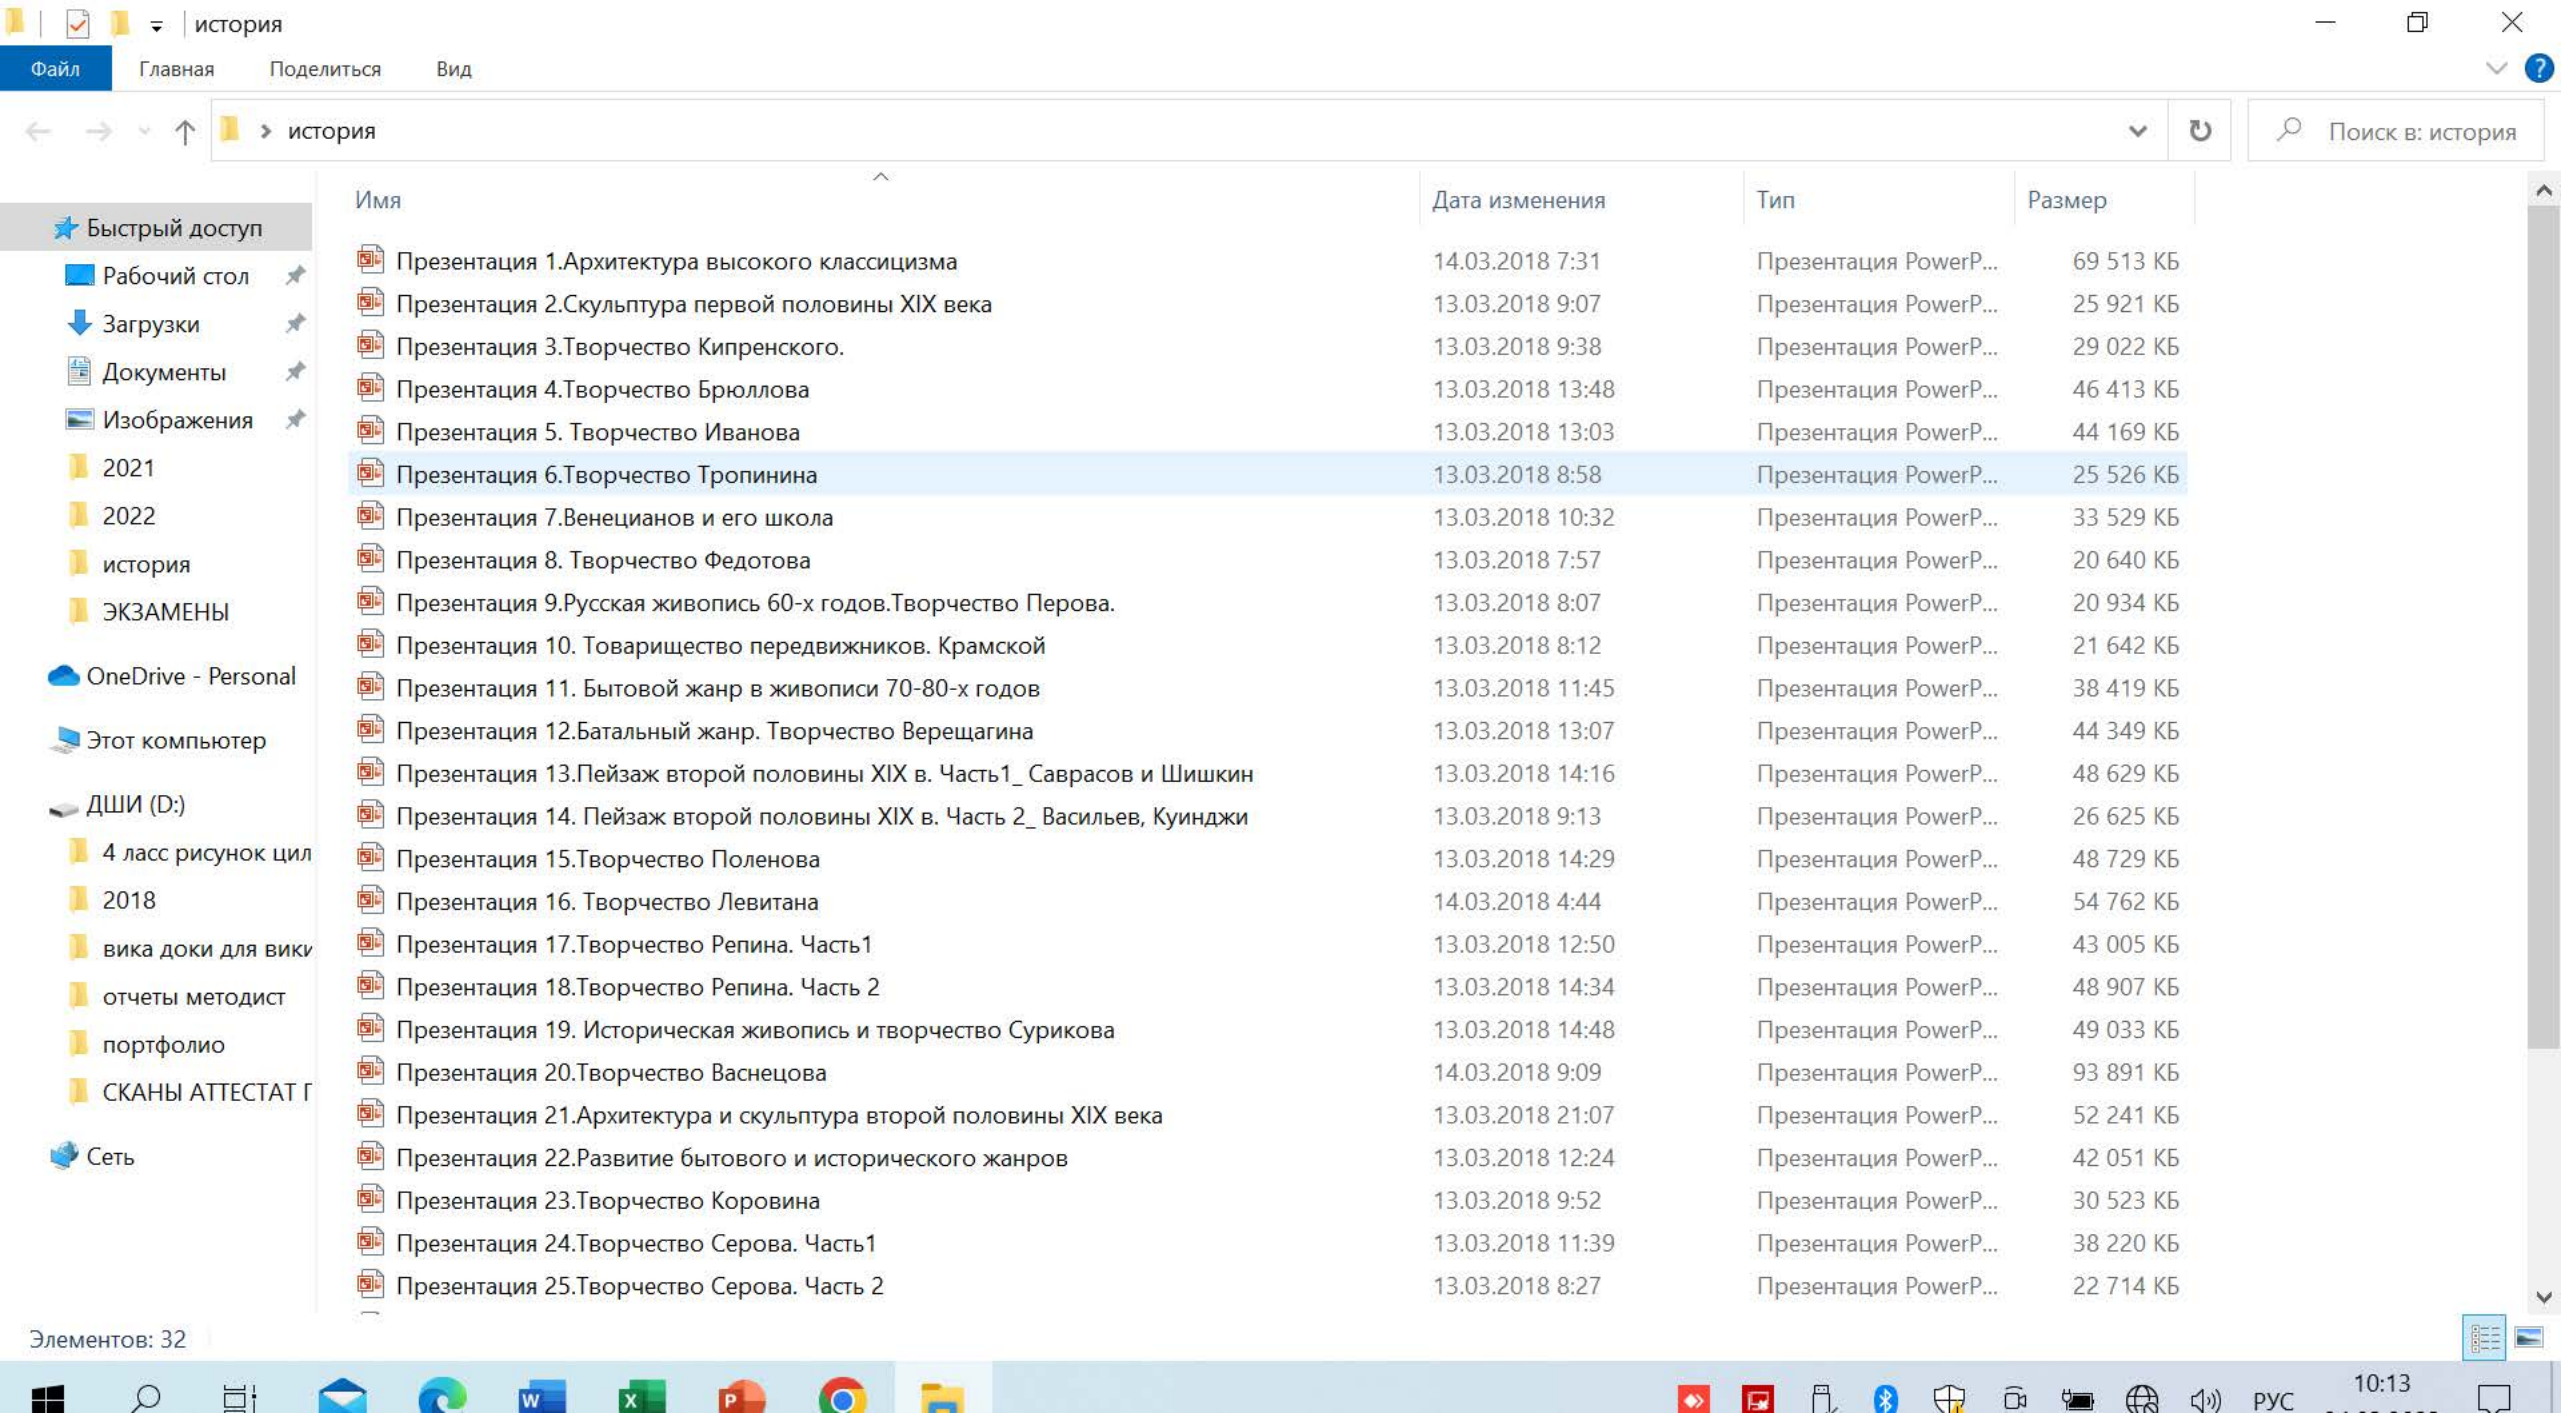 история
Файл Главная Поделиться Вид
история Поиск в: история
Имя Дата изменения Тип Размер
Быстрый доступ
Рабочий стол
Загрузки
Документы
Изображения
2021
2022
история
ЭКЗАМЕНЫ
OneDrive - Personal
Этот компьютер
ДШИ (D:)
4 ласс рисунок цил
2018
вика доки для вики
отчеты методист
портфолио
СКАНЫ АТТЕСТАТ Г
Сеть
Презентация 1.Архитектура высокого классицизма 14.03.2018 7:31 Презентация PowerP... 69 513 КБ
Презентация 2.Скульптура первой половины XIX века 13.03.2018 9:07 Презентация PowerP... 25 921 КБ
Презентация 3.Творчество Кипренского. 13.03.2018 9:38 Презентация PowerP... 29 022 КБ
Презентация 4.Творчество Брюллова 13.03.2018 13:48 Презентация PowerP... 46 413 КБ
Презентация 5. Творчество Иванова 13.03.2018 13:03 Презентация PowerP... 44 169 КБ
Презентация 6.Творчество Тропинина 13.03.2018 8:58 Презентация PowerP... 25 526 КБ
Презентация 7.Венецианов и его школа 13.03.2018 10:32 Презентация PowerP... 33 529 КБ
Презентация 8. Творчество Федотова 13.03.2018 7:57 Презентация PowerP... 20 640 КБ
Презентация 9.Русская живопись 60-х годов.Творчество Перова. 13.03.2018 8:07 Презентация PowerP... 20 934 КБ
Презентация 10. Товарищество передвижников. Крамской 13.03.2018 8:12 Презентация PowerP... 21 642 КБ
Презентация 11. Бытовой жанр в живописи 70-80-х годов 13.03.2018 11:45 Презентация PowerP... 38 419 КБ
Презентация 12.Батальный жанр. Творчество Верещагина 13.03.2018 13:07 Презентация PowerP... 44 349 КБ
Презентация 13.Пейзаж второй половины XIX в. Часть1_ Саврасов и Шишкин 13.03.2018 14:16 Презентация PowerP... 48 629 КБ
Презентация 14. Пейзаж второй половины XIX в. Часть 2_ Васильев, Куинджи 13.03.2018 9:13 Презентация PowerP... 26 625 КБ
Презентация 15.Творчество Поленова 13.03.2018 14:29 Презентация PowerP... 48 729 КБ
Презентация 16. Творчество Левитана 14.03.2018 4:44 Презентация PowerP... 54 762 КБ
Презентация 17.Творчество Репина. Часть1 13.03.2018 12:50 Презентация PowerP... 43 005 КБ
Презентация 18.Творчество Репина. Часть 2 13.03.2018 14:34 Презентация PowerP... 48 907 КБ
Презентация 19. Историческая живопись и творчество Сурикова 13.03.2018 14:48 Презентация PowerP... 49 033 КБ
Презентация 20.Творчество Васнецова 14.03.2018 9:09 Презентация PowerP... 93 891 КБ
Презентация 21.Архитектура и скульптура второй половины XIX века 13.03.2018 21:07 Презентация PowerP... 52 241 КБ
Презентация 22.Развитие бытового и исторического жанров 13.03.2018 12:24 Презентация PowerP... 42 051 КБ
Презентация 23.Творчество Коровина 13.03.2018 9:52 Презентация PowerP... 30 523 КБ
Презентация 24.Творчество Серова. Часть1 13.03.2018 11:39 Презентация PowerP... 38 220 КБ
Презентация 25.Творчество Серова. Часть 2 13.03.2018 8:27 Презентация PowerP... 22 714 КБ
Элементов: 32
РУС 10:13